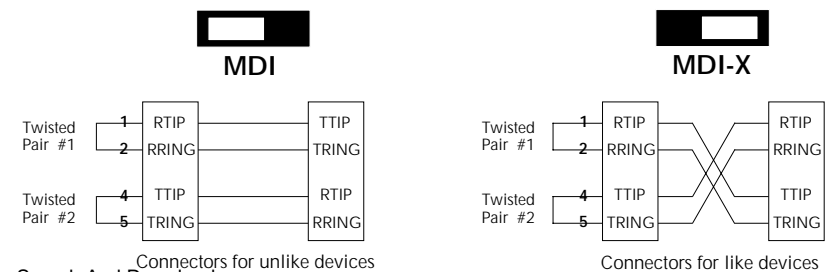 MDI
MDI-X
Twisted Pair #1
1 RTIP TTIP
2 RRING TRING
Twisted Pair #2
4 TTIP RTIP
5 TRING RRING
Connectors for unlike devices
Twisted Pair #1
1 RTIP RTIP
2 RRING RRING
Twisted Pair #2
4 TTIP TTIP
5 TRING TRING
Connectors for like devices